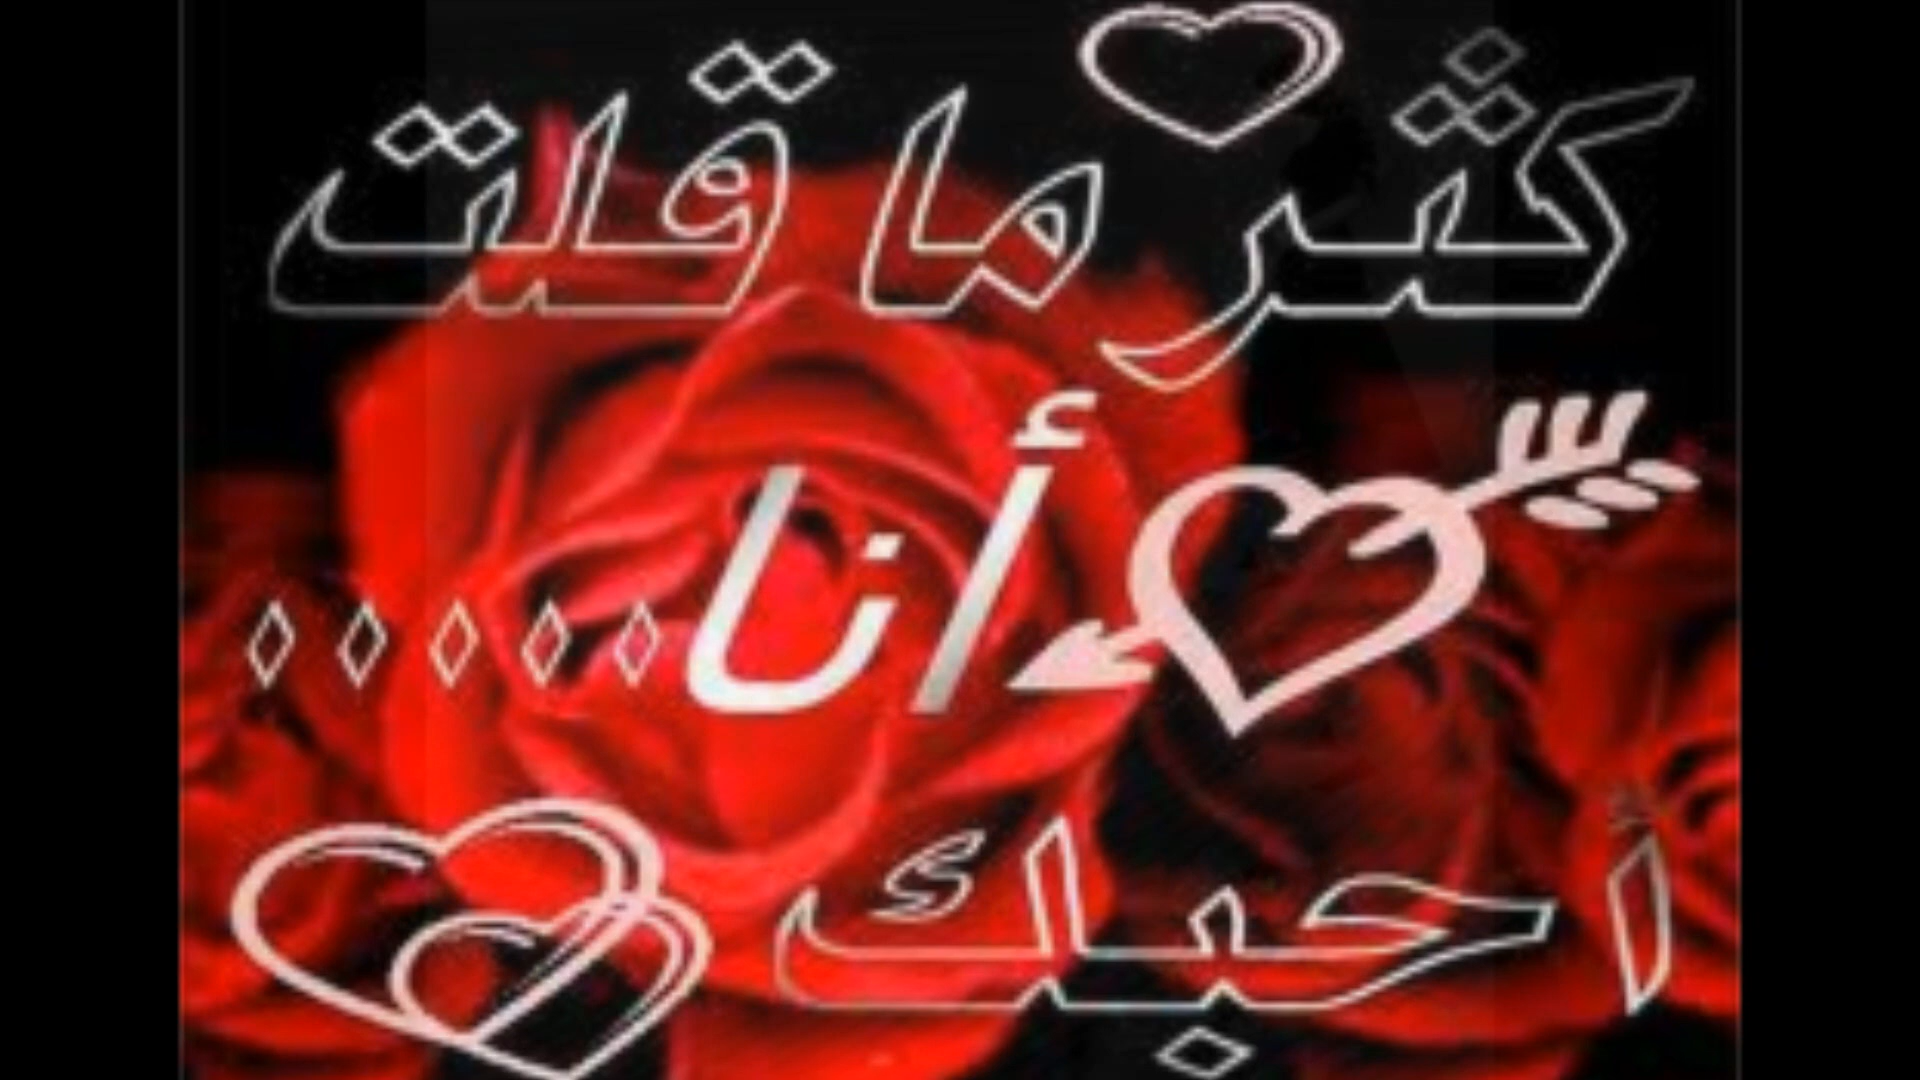 كثر ما قلت
أنا.....
أحبك